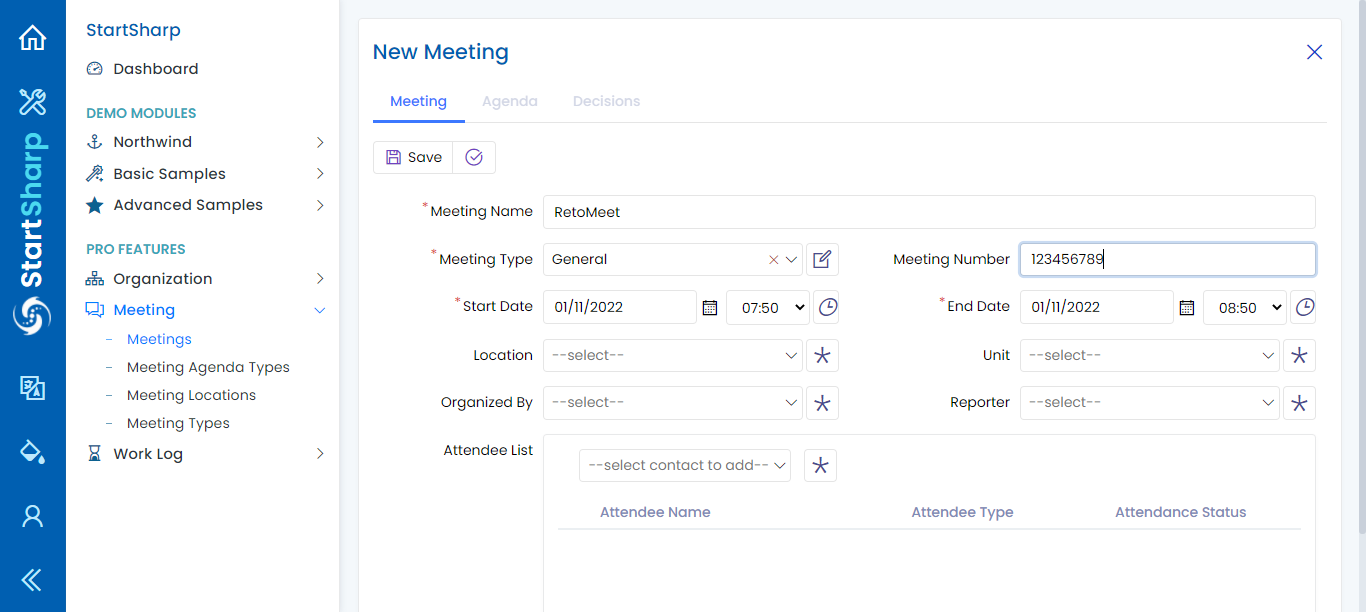 StartSharp
StartSharp
Dashboard
DEMO MODULES
Northwind
Basic Samples
Advanced Samples
PRO FEATURES
Organization
Meeting
Meetings
Meeting Agenda Types
Meeting Locations
Meeting Types
Work Log
New Meeting
Meeting Agenda Decisions
Save
*Meeting Name RetoMeet
*Meeting Type General Meeting Number 123456789
*Start Date 01/11/2022 07:50 *End Date 01/11/2022 08:50
Location --select-- Unit --select--
Organized By --select-- Reporter --select--
Attendee List
--select contact to add--
Attendee Name Attendee Type Attendance Status